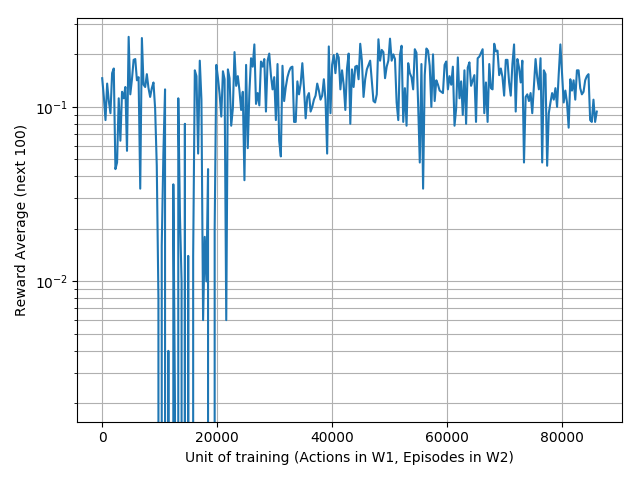 Reward Average (next 100)
10⁻¹
10⁻²
0 20000 40000 60000 80000
Unit of training (Actions in W1, Episodes in W2)